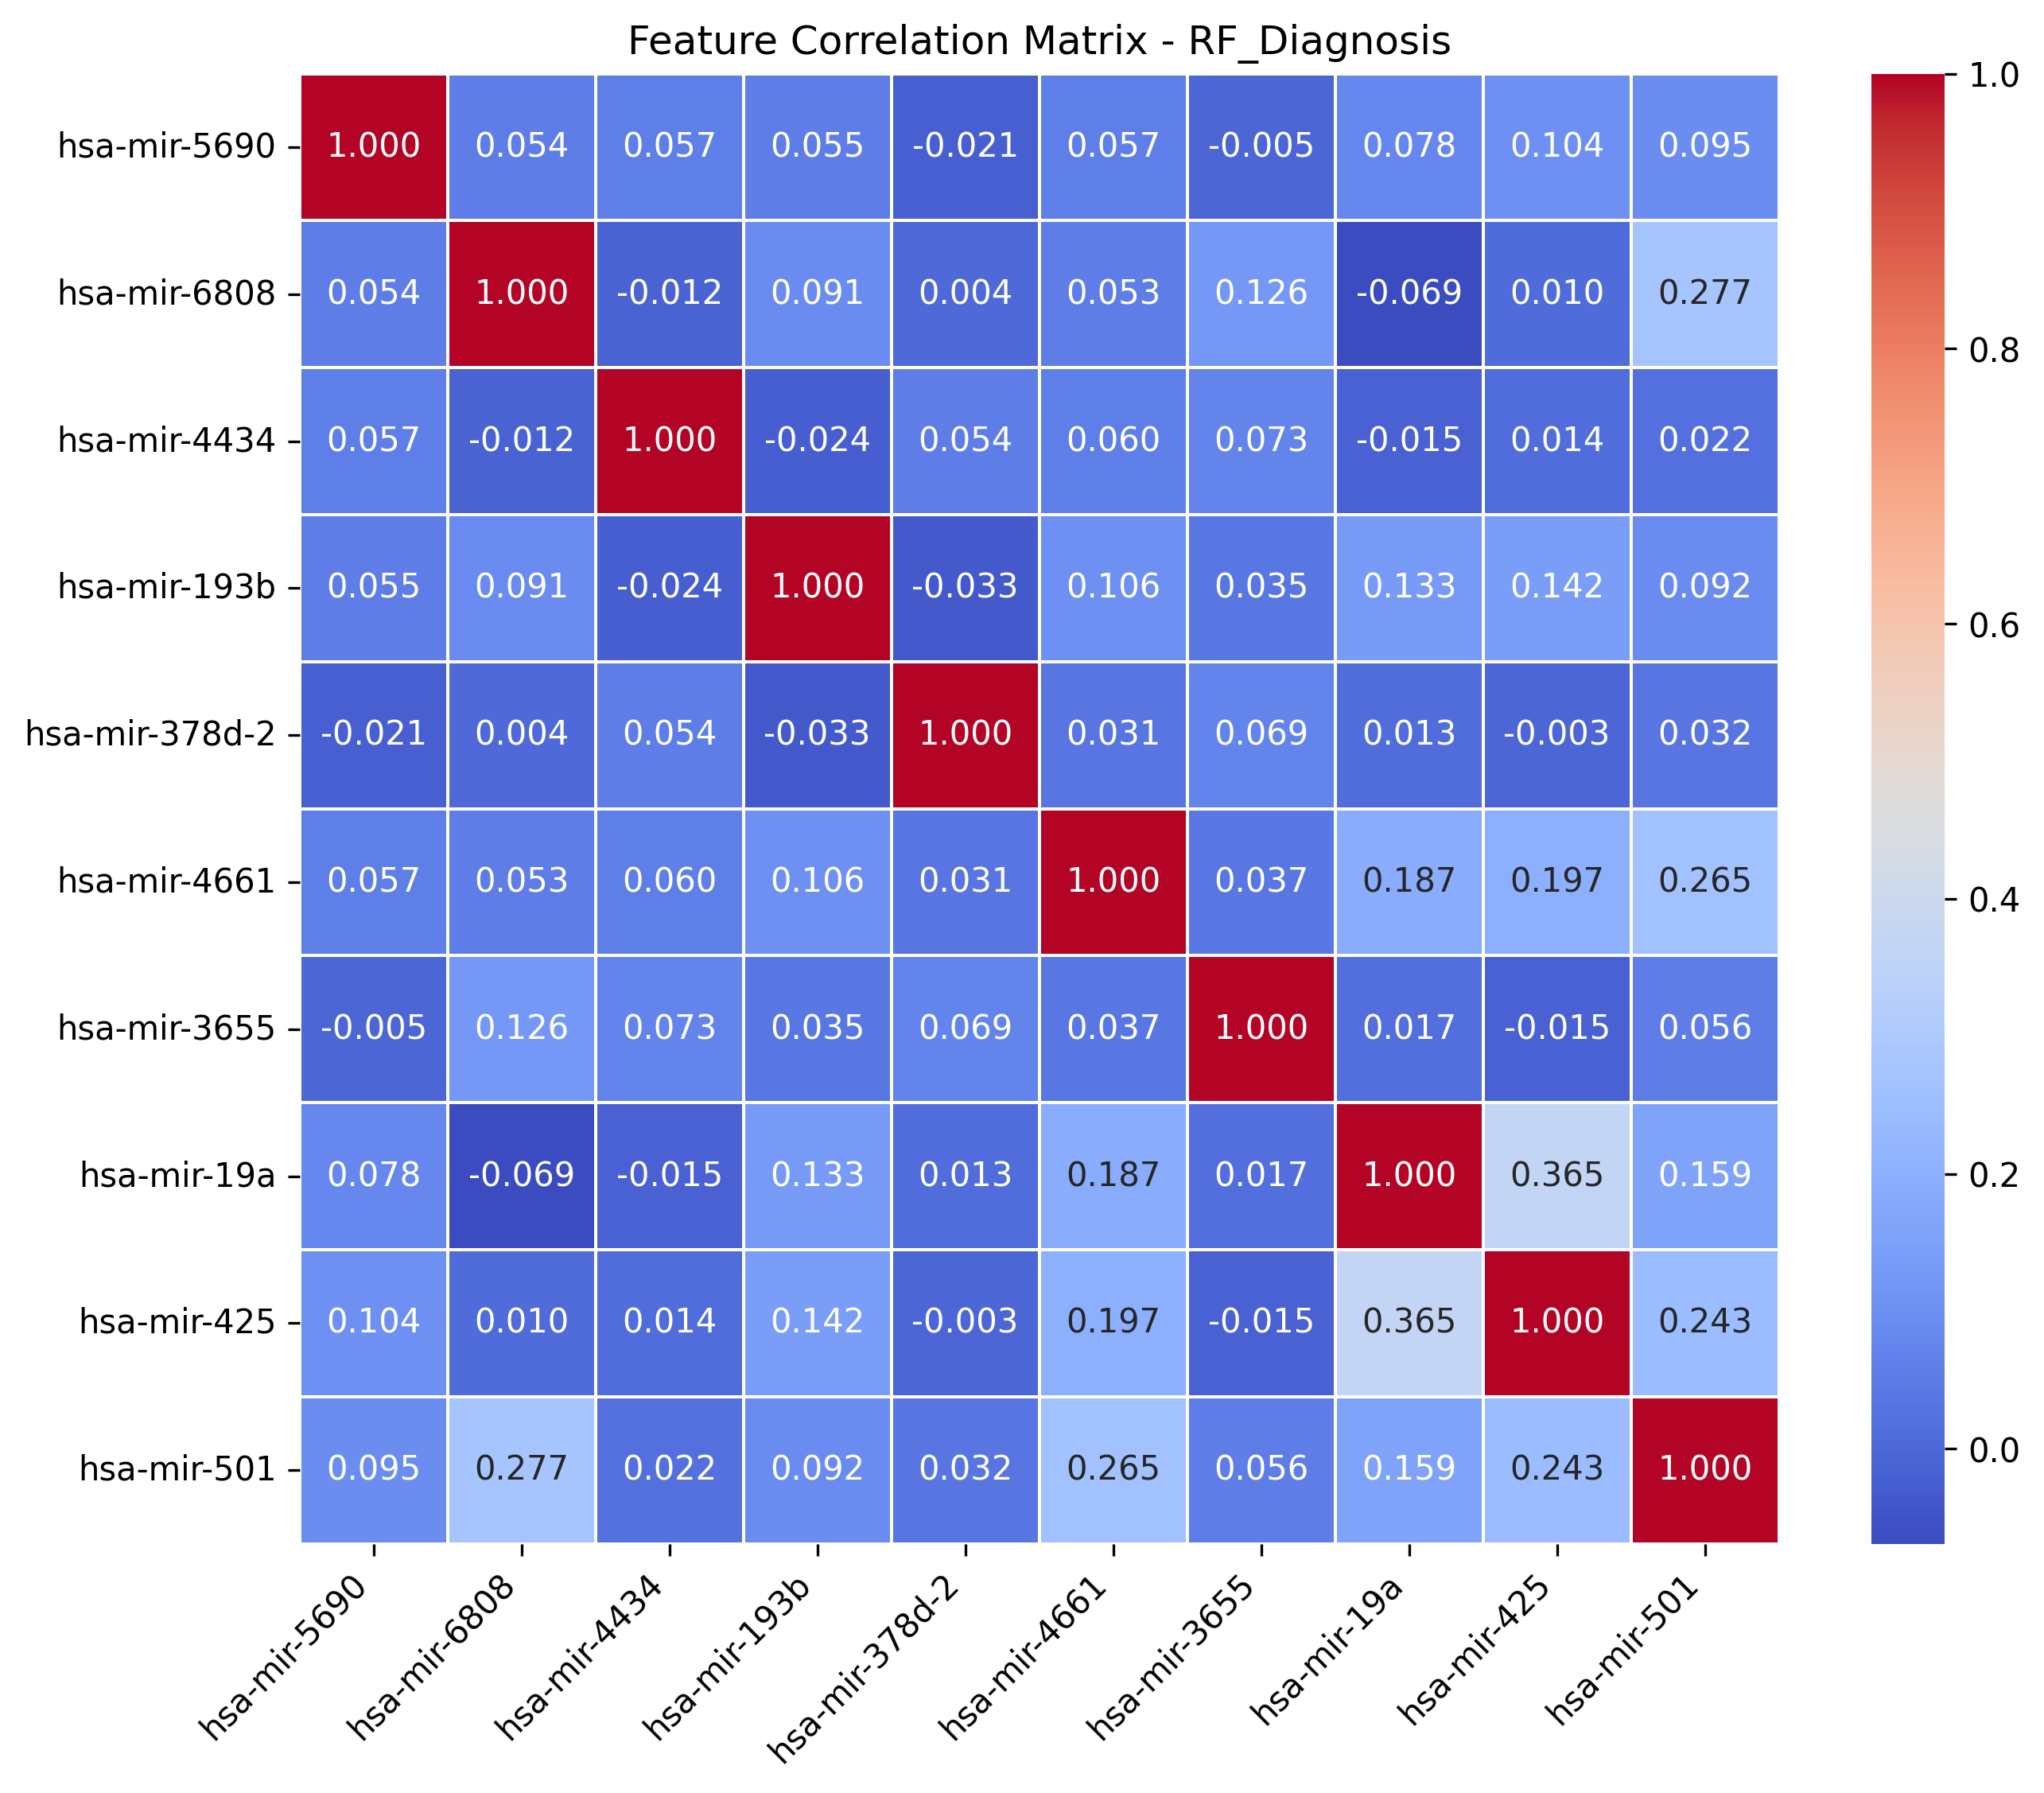 Feature Correlation Matrix - RF_Diagnosis
hsa-mir-5690 1.000 0.054 0.057 0.055 -0.021 0.057 -0.005 0.078 0.104 0.095
hsa-mir-6808 0.054 1.000 -0.012 0.091 0.004 0.053 0.126 -0.069 0.010 0.277
hsa-mir-4434 0.057 -0.012 1.000 -0.024 0.054 0.060 0.073 -0.015 0.014 0.022
hsa-mir-193b 0.055 0.091 -0.024 1.000 -0.033 0.106 0.035 0.133 0.142 0.092
hsa-mir-378d-2 -0.021 0.004 0.054 -0.033 1.000 0.031 0.069 0.013 -0.003 0.032
hsa-mir-4661 0.057 0.053 0.060 0.106 0.031 1.000 0.037 0.187 0.197 0.265
hsa-mir-3655 -0.005 0.126 0.073 0.035 0.069 0.037 1.000 0.017 -0.015 0.056
hsa-mir-19a 0.078 -0.069 -0.015 0.133 0.013 0.187 0.017 1.000 0.365 0.159
hsa-mir-425 0.104 0.010 0.014 0.142 -0.003 0.197 -0.015 0.365 1.000 0.243
hsa-mir-501 0.095 0.277 0.022 0.092 0.032 0.265 0.056 0.159 0.243 1.000
hsa-mir-5690
hsa-mir-6808
hsa-mir-4434
hsa-mir-193b
hsa-mir-378d-2
hsa-mir-4661
hsa-mir-3655
hsa-mir-19a
hsa-mir-425
hsa-mir-501
1.0
0.8
0.6
0.4
0.2
0.0